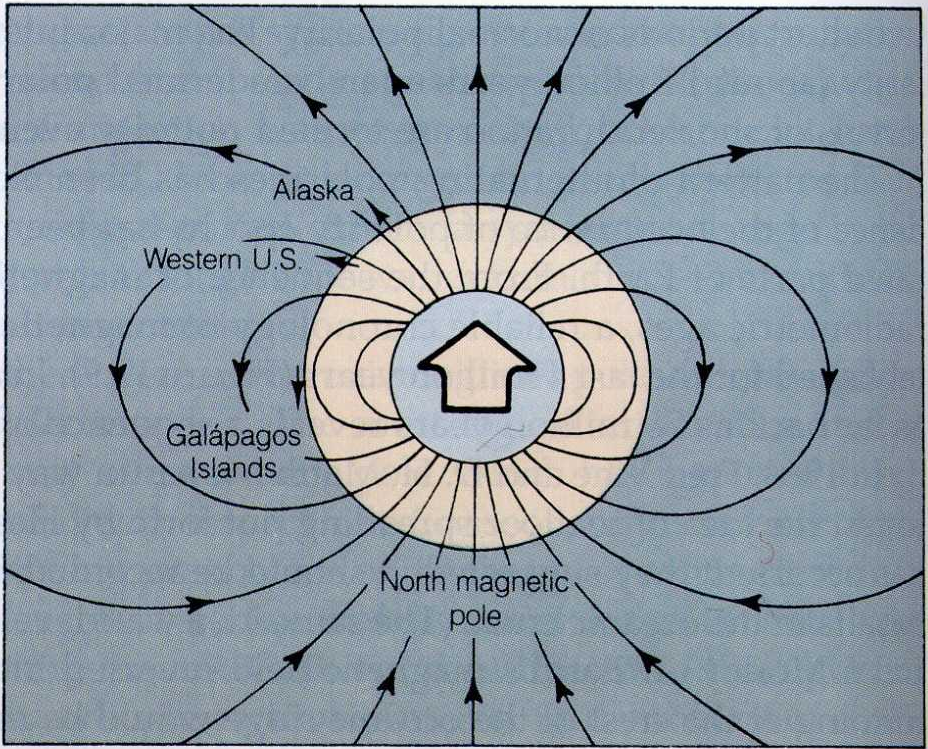 Alaska
Western U.S.
Galápagos
Islands
North magnetic
pole